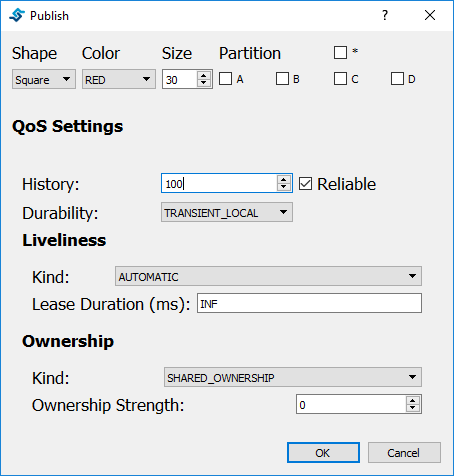 Publish ?
Shape Color Size Partition *
Square RED 30 A B C D
QoS Settings
History: 100 Reliable
Durability: TRANSIENT_LOCAL
Liveliness
Kind: AUTOMATIC
Lease Duration (ms): INF
Ownership
Kind: SHARED_OWNERSHIP
Ownership Strength: 0
OK Cancel